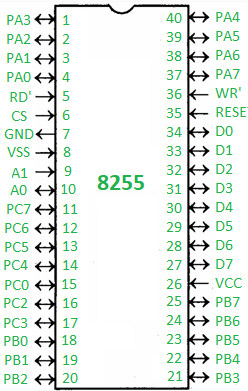 PA3 1 40 PA4
PA2 2 39 PA5
PA1 3 38 PA6
PA0 4 37 PA7
RD' 5 36 WR'
CS 6 35 RESET
GND 7 34 D0
VSS 8 33 D1
A1 9 32 D2
8255
A0 10 31 D3
PC7 11 30 D4
PC6 12 29 D5
PC5 13 28 D6
PC4 14 27 D7
PC0 15 26 VCC
PC2 16 25 PB7
PC3 17 24 PB6
PB0 18 23 PB5
PB1 19 22 PB4
PB2 20 21 PB3